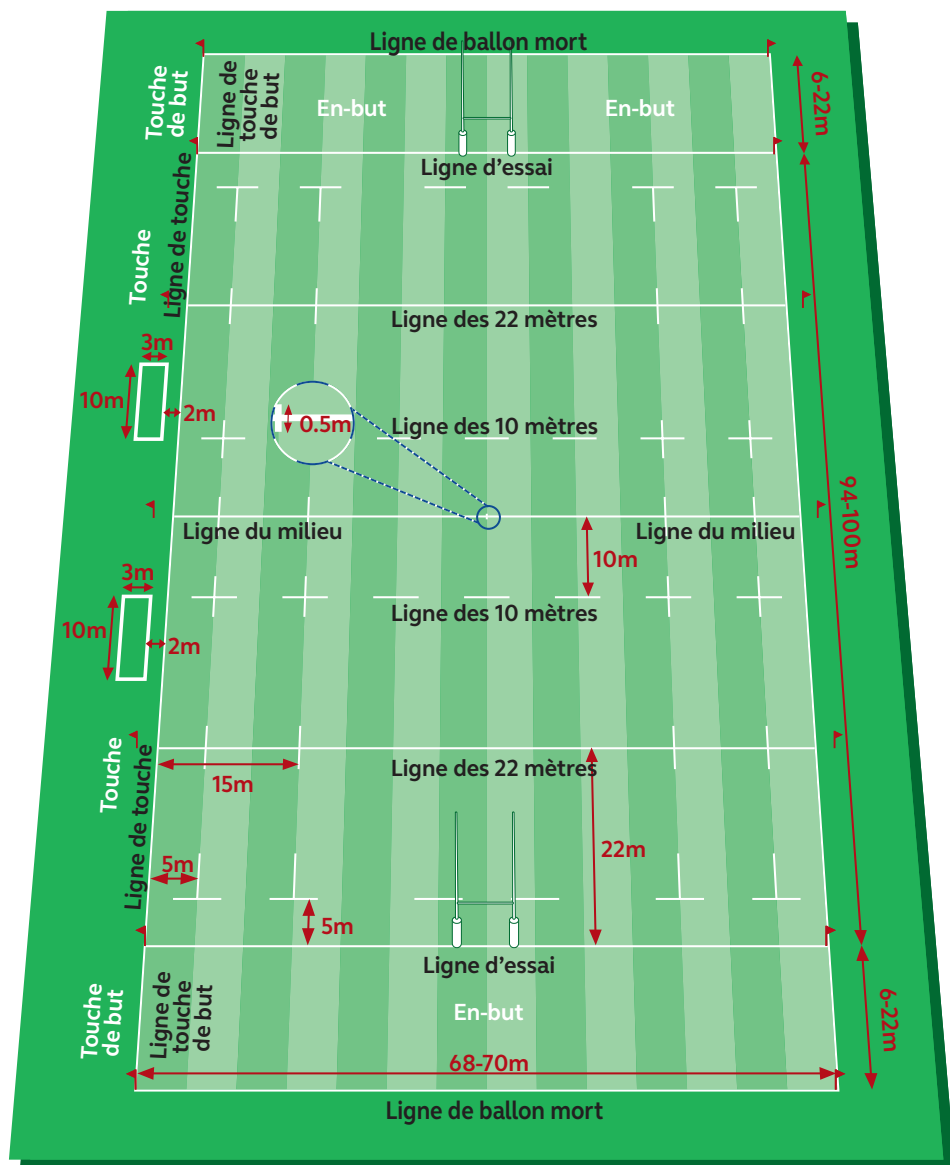 Ligne de ballon mort
Touche
de but
Ligne de
touche
de but
En-but
En-but
6-22m
Ligne d'essai
Ligne de touche
Touche
Ligne des 22 mètres
3m
10m
2m
0.5m
Ligne des 10 mètres
94-100m
Ligne du milieu
Ligne du milieu
10m
3m
10m
2m
Ligne des 10 mètres
Touche
Ligne de touche
15m
Ligne des 22 mètres
22m
5m
5m
Ligne d'essai
Touche
de but
Ligne de
touche
de but
En-but
6-22m
68-70m
Ligne de ballon mort